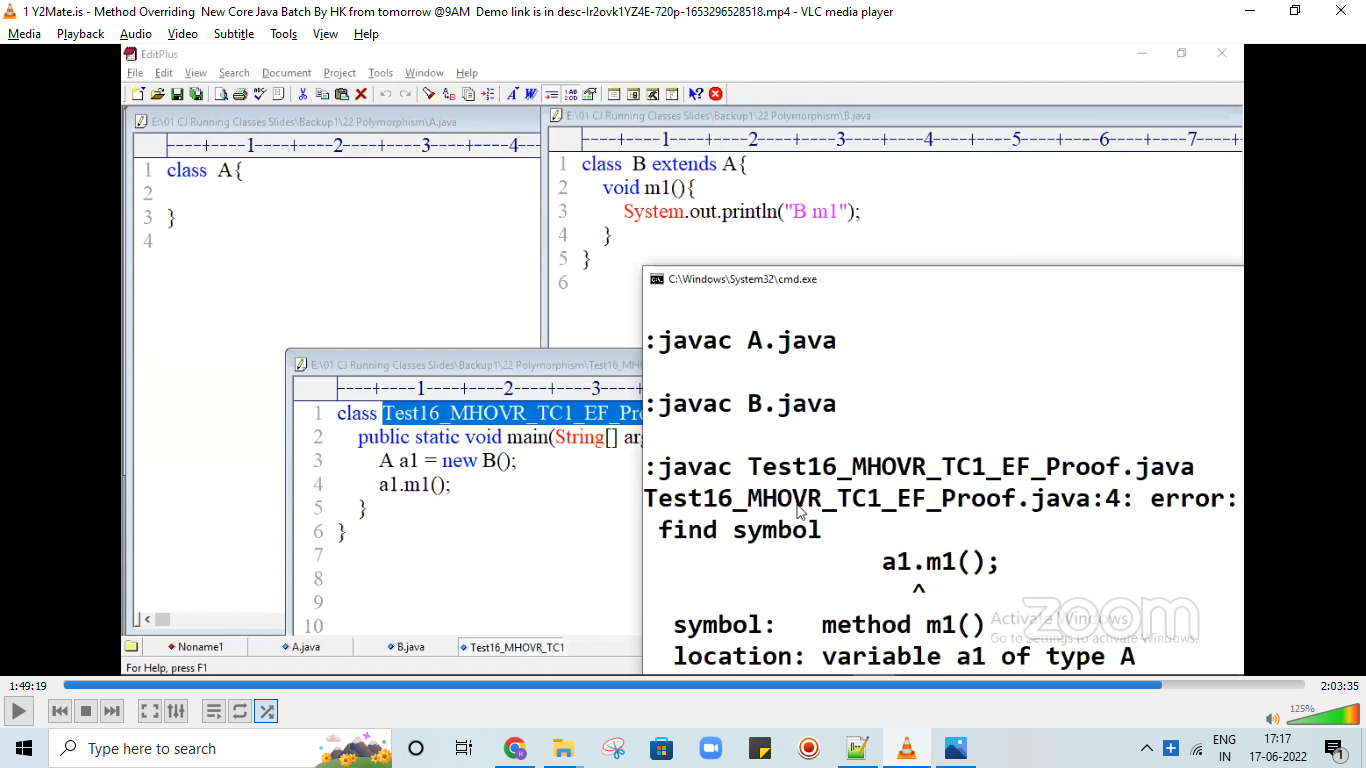 1 Y2Mate.is - Method Overriding New Core Java Batch By HK from tomorrow @9AM Demo link is in desc-Ir2ovk1YZ4E-720p-1653296528518.mp4 - VLC media player
Media Playback Audio Video Subtitle Tools View Help
EditPlus
File Edit View Search Document Project Tools Window Help
E:\01 CJ Running Classes Slides\Backup1\22 Polymorphism\A.java
----+----1----+----2----+----3----+----4-
1 class A{
2
3 }
4
E:\01 CJ Running Classes Slides\Backup1\22 Polymorphism\B.java
----+----1----+----2----+----3----+----4----+----5----+----6----+----7----+
1 class B extends A{
2 void m1(){
3 System.out.println("B m1");
4 }
5 }
6
E:\01 CJ Running Classes Slides\Backup1\22 Polymorphism\Test16_MH
----+----1----+----2----+----3----
1 class Test16_MHOVR_TC1_EF_Pro
2 public static void main(String[] arg
3 A a1 = new B();
4 a1.m1();
5 }
6 }
7
8
9
10
C:\Windows\System32\cmd.exe
:javac A.java
:javac B.java
:javac Test16_MHOVR_TC1_EF_Proof.java
Test16_MHOVR_TC1_EF_Proof.java:4: error:
find symbol
a1.m1();
^
symbol: method m1()
location: variable a1 of type A
zoom
Activate Windows
Go to Settings to activate Windows.
Noname1 A.java B.java Test16_MHOVR_TC1
For Help, press F1
1:49:19 2:03:35
125%
Type here to search
ENG
IN
17:17
17-06-2022
1